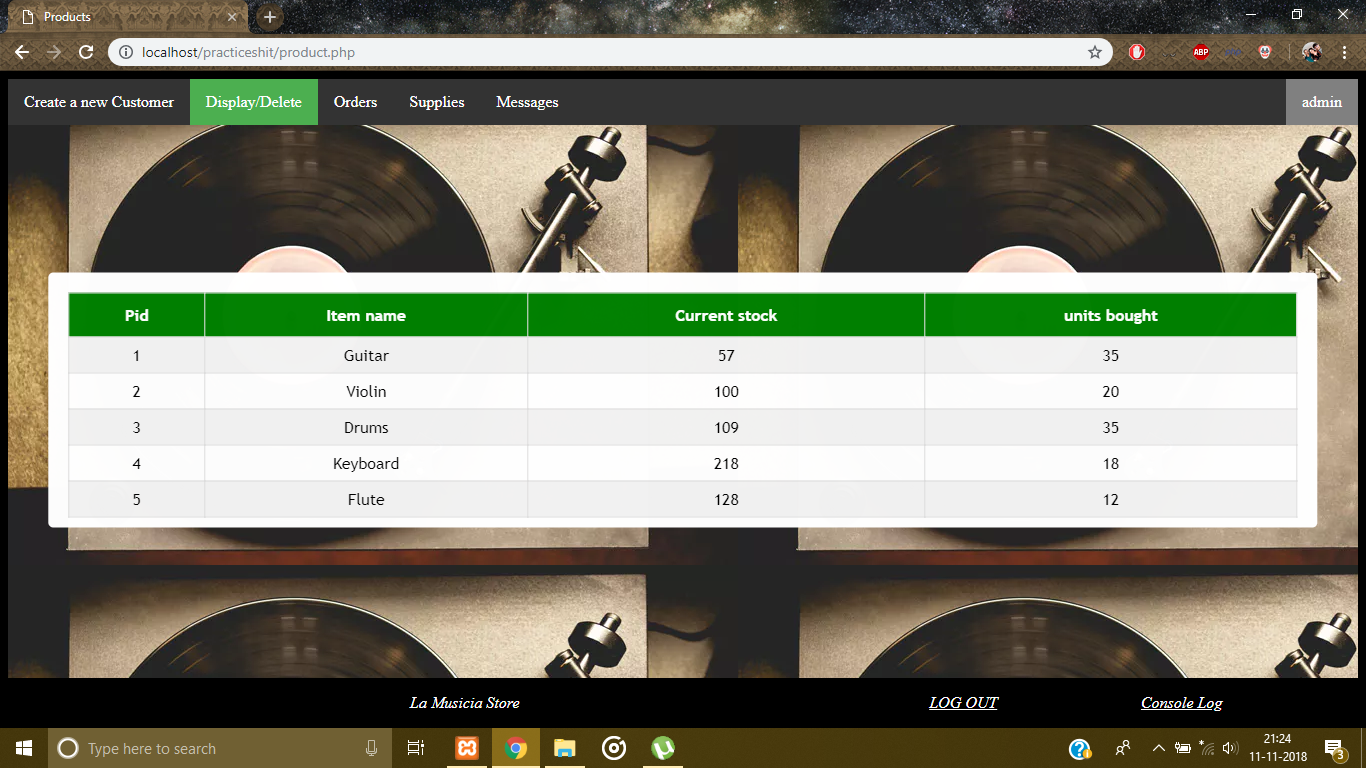 Products
localhost/practiceshit/product.php
ABP
Create a new Customer Display/Delete Orders Supplies Messages admin
Pid Item name Current stock units bought
1 Guitar 57 35
2 Violin 100 20
3 Drums 109 35
4 Keyboard 218 18
5 Flute 128 12
La Musicia Store LOG OUT Console Log
Type here to search
21:24
11-11-2018
3